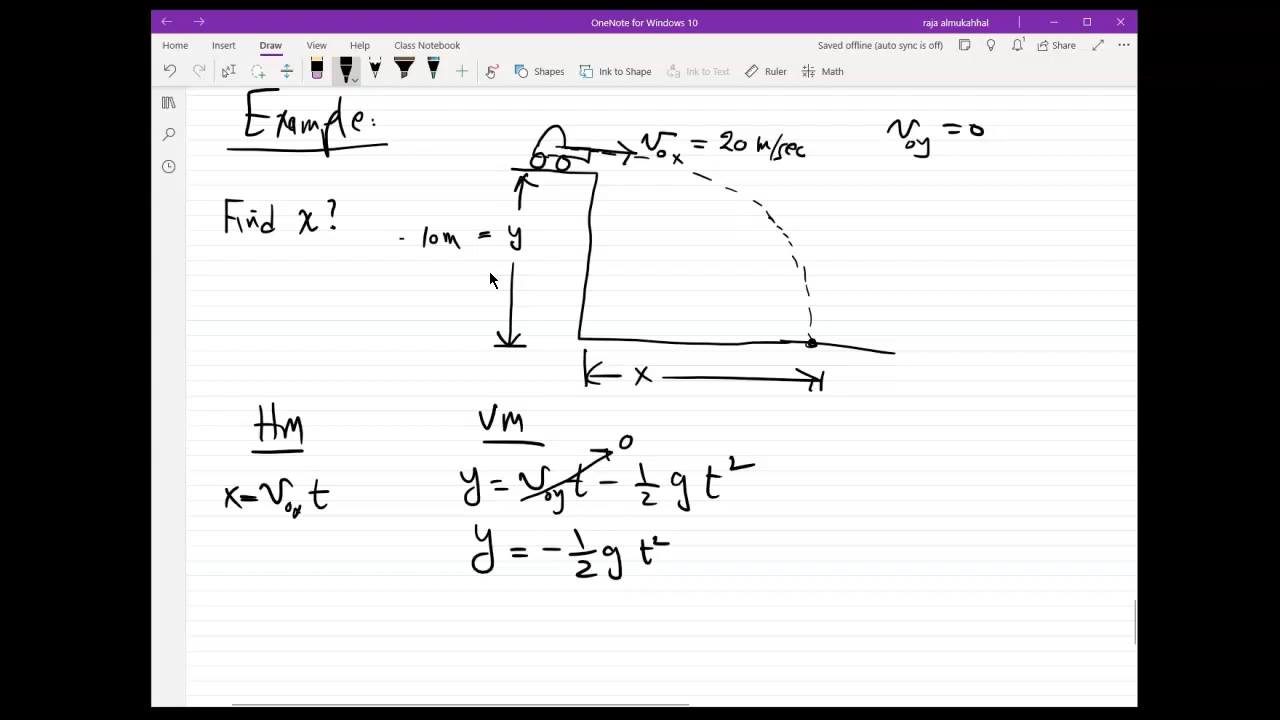 OneNote for Windows 10
raja almukahhal
Home Insert Draw View Help Class Notebook
Saved offline (auto sync is off)
Share
Shapes Ink to Shape Ink to Text Ruler Math
Example:
v₀ₓ = 20 m/sec
v₀y = 0
Find x?
- 10m = y
x
Hm
Vm
0
x = v₀ₓ t
y = v₀y t - 1/2 g t²
y = - 1/2 g t²